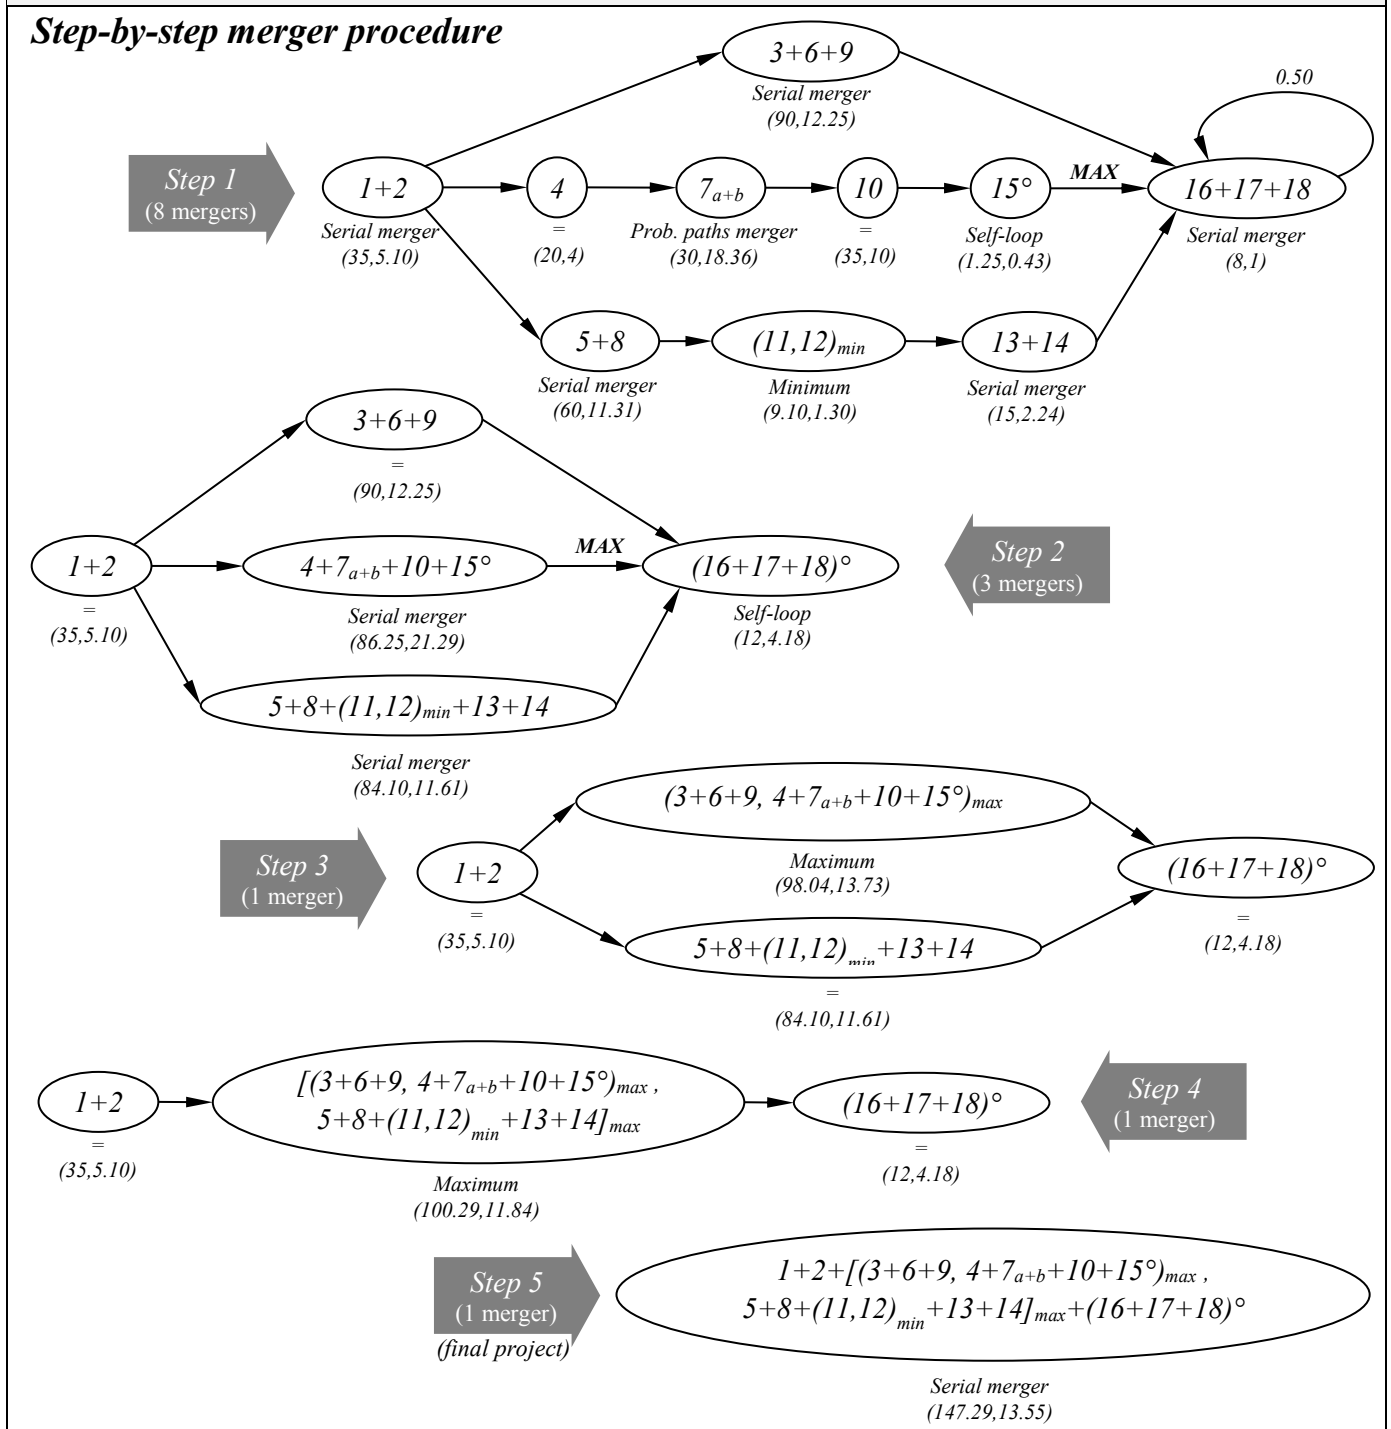 Step-by-step merger procedure
3+6+9
Serial merger
(90,12.25)
0.50
Step 1
(8 mergers)
1+2
Serial merger
(35,5.10)
4
=
(20,4)
7a+b
Prob. paths merger
(30,18.36)
10
=
(35,10)
15°
Self-loop
(1.25,0.43)
MAX
16+17+18
Serial merger
(8,1)
5+8
Serial merger
(60,11.31)
(11,12)min
Minimum
(9.10,1.30)
13+14
Serial merger
(15,2.24)
3+6+9
=
(90,12.25)
1+2
=
(35,5.10)
4+7a+b+10+15°
Serial merger
(86.25,21.29)
MAX
(16+17+18)°
Self-loop
(12,4.18)
Step 2
(3 mergers)
5+8+(11,12)min+13+14
Serial merger
(84.10,11.61)
Step 3
(1 merger)
1+2
=
(35,5.10)
(3+6+9, 4+7a+b+10+15°)max
Maximum
(98.04,13.73)
(16+17+18)°
=
(12,4.18)
5+8+(11,12)min+13+14
=
(84.10,11.61)
1+2
=
(35,5.10)
[(3+6+9, 4+7a+b+10+15°)max ,
5+8+(11,12)min+13+14]max
Maximum
(100.29,11.84)
(16+17+18)°
=
(12,4.18)
Step 4
(1 merger)
Step 5
(1 merger)
(final project)
1+2+[(3+6+9, 4+7a+b+10+15°)max ,
5+8+(11,12)min+13+14]max+(16+17+18)°
Serial merger
(147.29,13.55)